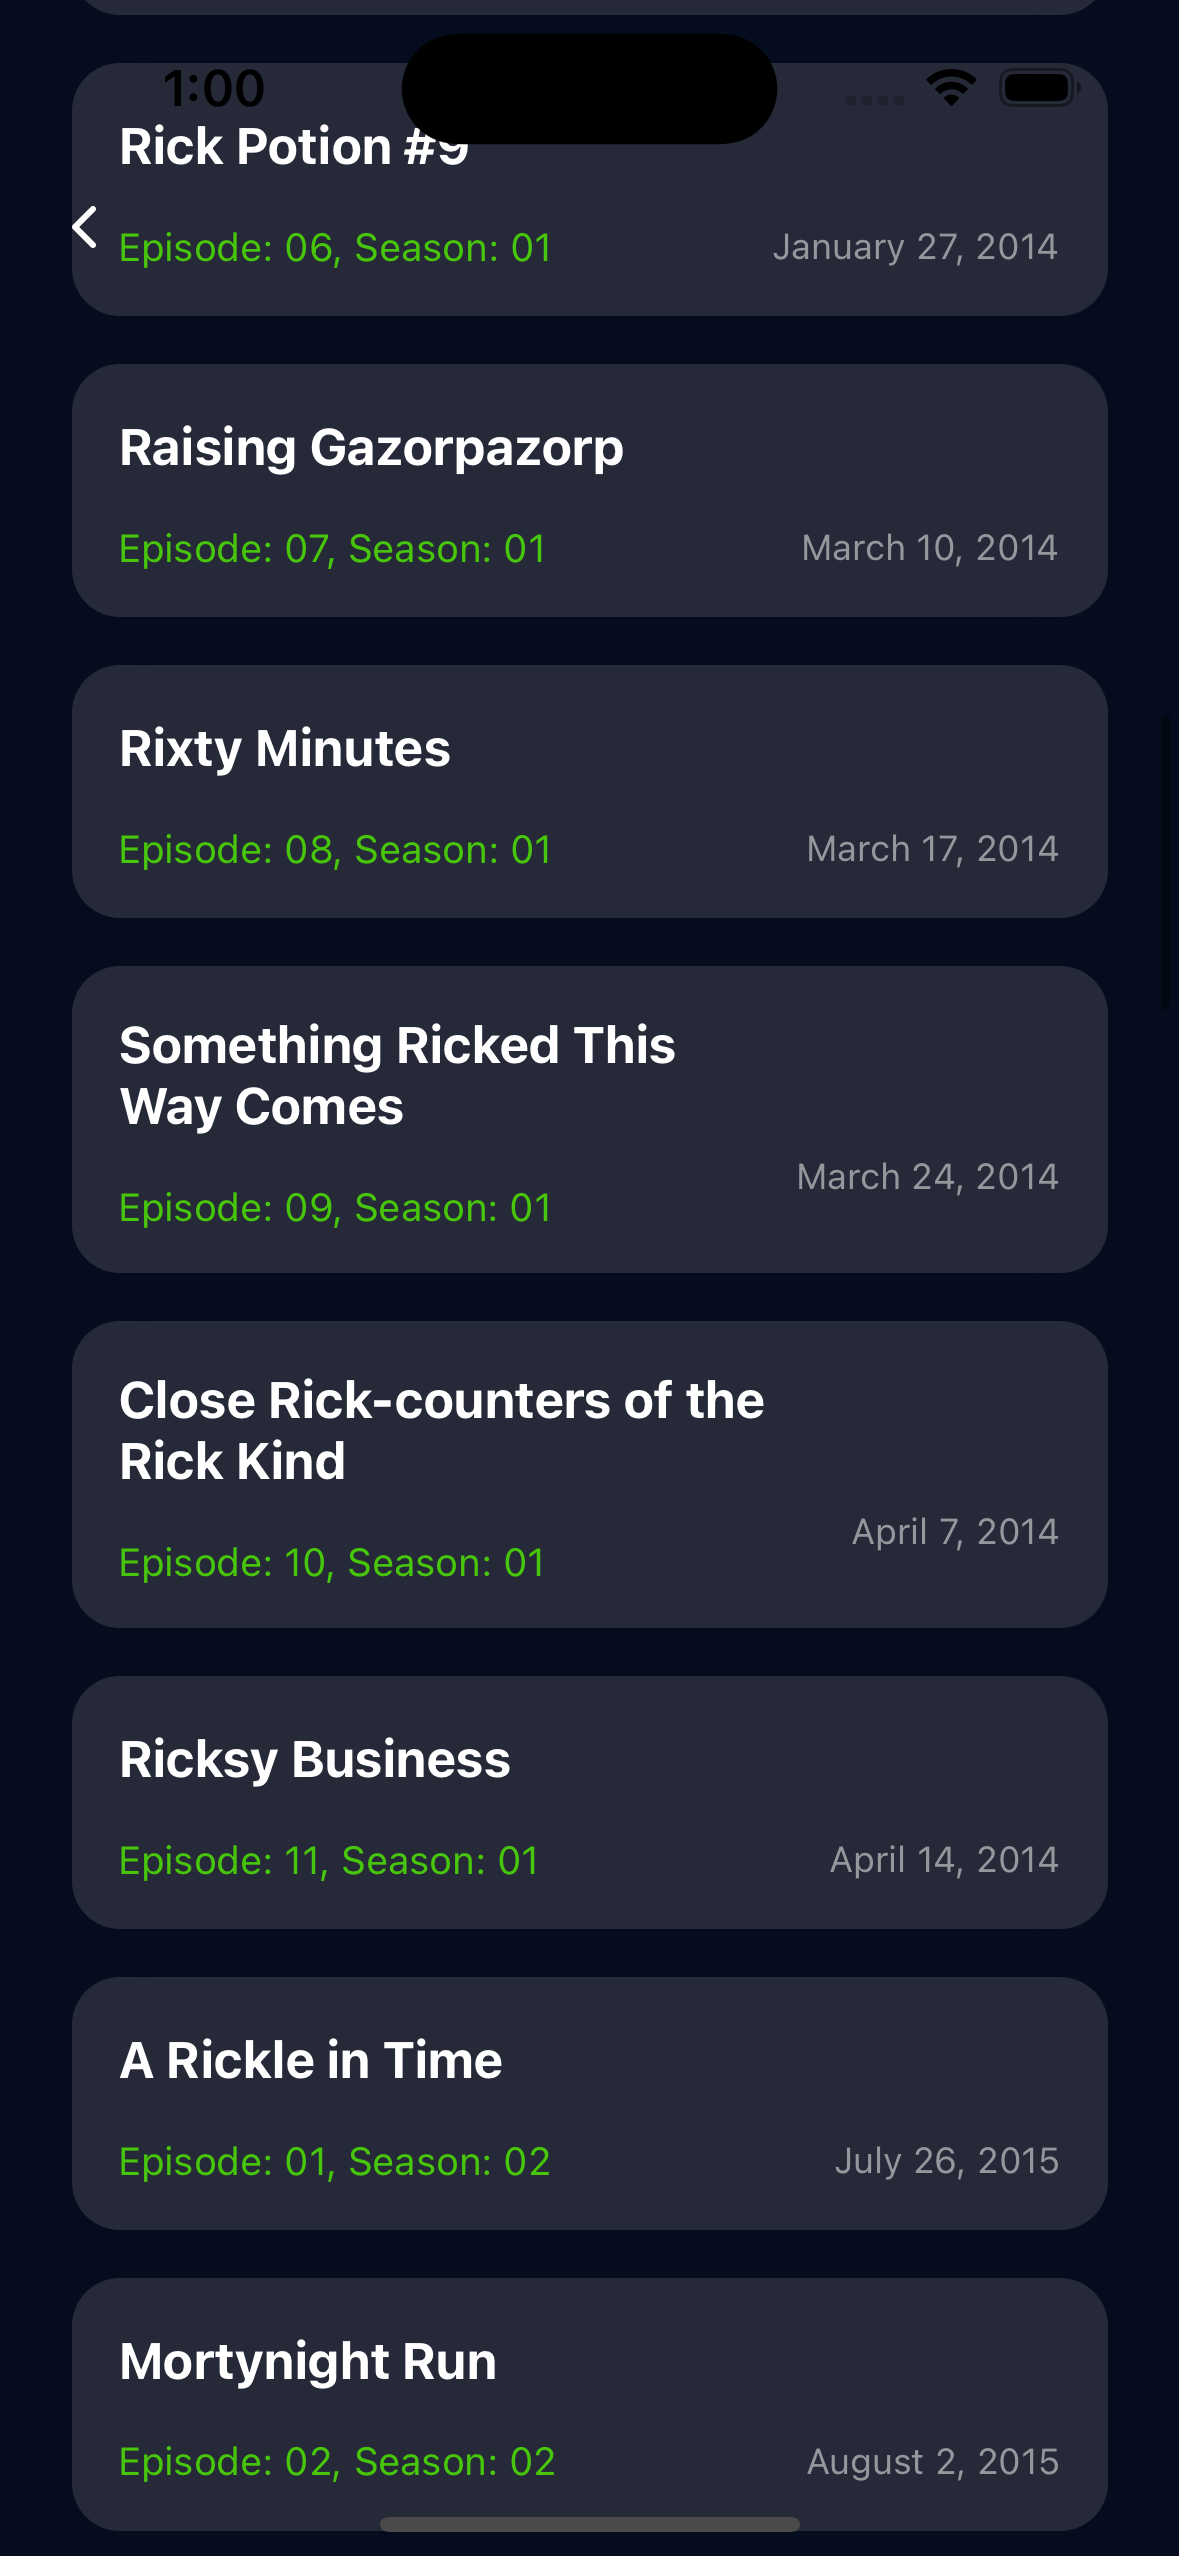 1:00
Rick Potion #9
Episode: 06, Season: 01
January 27, 2014
Raising Gazorpazorp
Episode: 07, Season: 01
March 10, 2014
Rixty Minutes
Episode: 08, Season: 01
March 17, 2014
Something Ricked This
Way Comes
March 24, 2014
Episode: 09, Season: 01
Close Rick-counters of the
Rick Kind
April 7, 2014
Episode: 10, Season: 01
Ricksy Business
Episode: 11, Season: 01
April 14, 2014
A Rickle in Time
Episode: 01, Season: 02
July 26, 2015
Mortynight Run
Episode: 02, Season: 02
August 2, 2015